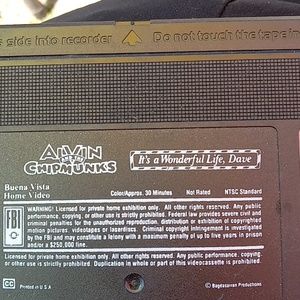 s side into recorder Do not touch the tape in
ALVIN
AND THE
CHIPMUNKS
It's a Wonderful Life, Dave
Buena Vista
Home Video
Color/Approx. 30 Minutes Not Rated NTSC Standard
WARNING: Licensed for private home exhibition only. All other rights reserved. Any public
performance, copying, or other use is strictly prohibited. Federal law provides severe civil and
criminal penalties for the unauthorized reproduction, distribution or exhibition of copyrighted
motion pictures, videotapes or laserdiscs. Criminal copyright infringement is investigated by
the FBI and may constitute a felony with a maximum penalty of up to five years in prison
and/or a $250,000 fine.
Licensed for private home exhibition only. All other rights reserved. Any public performance, copying,
or other use is strictly prohibited. Duplication in whole or part of this videocassette is prohibited.
CC Printed in U S A © Bagdasarian Productions